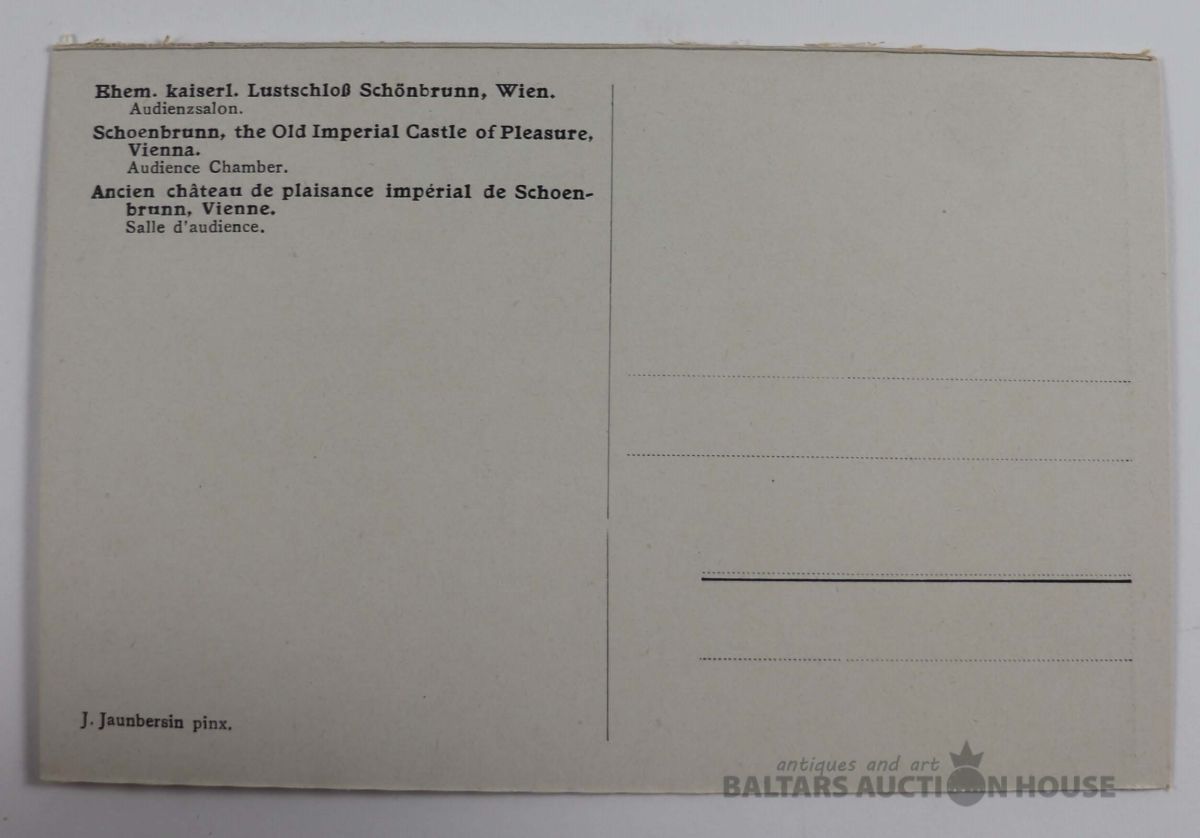 Ehem. kaiserl. Lustschloß Schönbrunn, Wien.
Audienzsalon.
Schoenbrunn, the Old Imperial Castle of Pleasure,
Vienna.
Audience Chamber.
Ancien château de plaisance impérial de Schoen-
brunn, Vienne.
Salle d'audience.
J. Jaunbersin pinx.
antiques and art
BALTARS AUCTION HOUSE